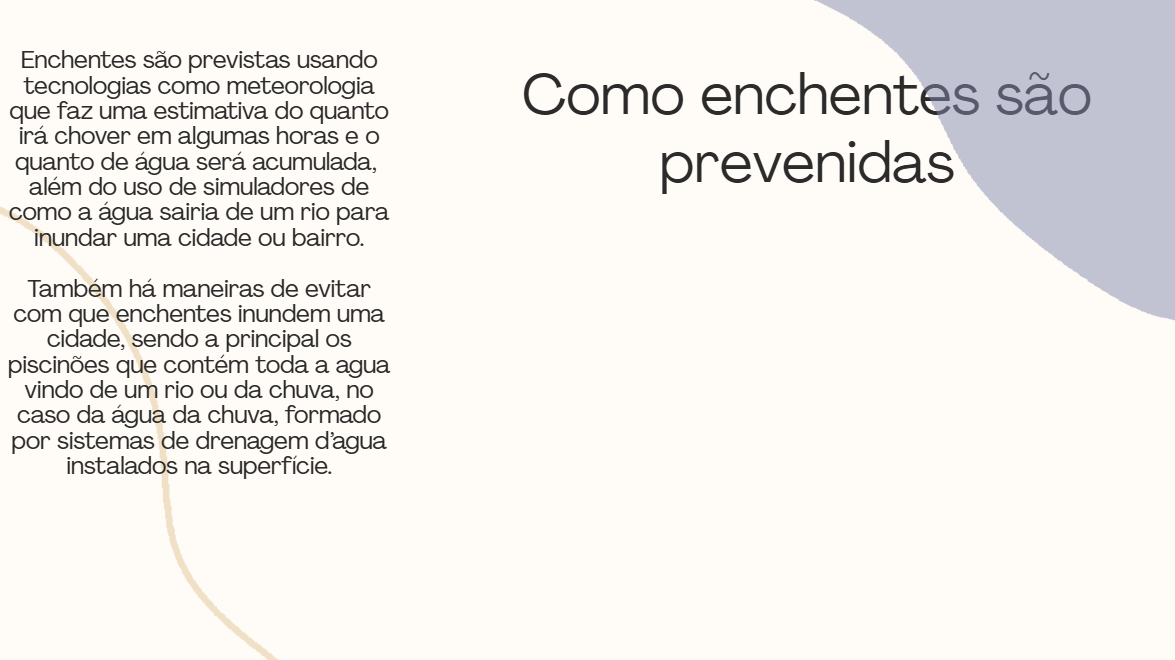 Como enchentes são
prevenidas
Enchentes são previstas usando
tecnologias como meteorologia
que faz uma estimativa do quanto
irá chover em algumas horas e o
quanto de água será acumulada,
além do uso de simuladores de
como a água sairia de um rio para
inundar uma cidade ou bairro.
Também há maneiras de evitar
com que enchentes inundem uma
cidade, sendo a principal os
piscinões que contém toda a agua
vindo de um rio ou da chuva, no
caso da água da chuva, formado
por sistemas de drenagem d’agua
instalados na superfície.